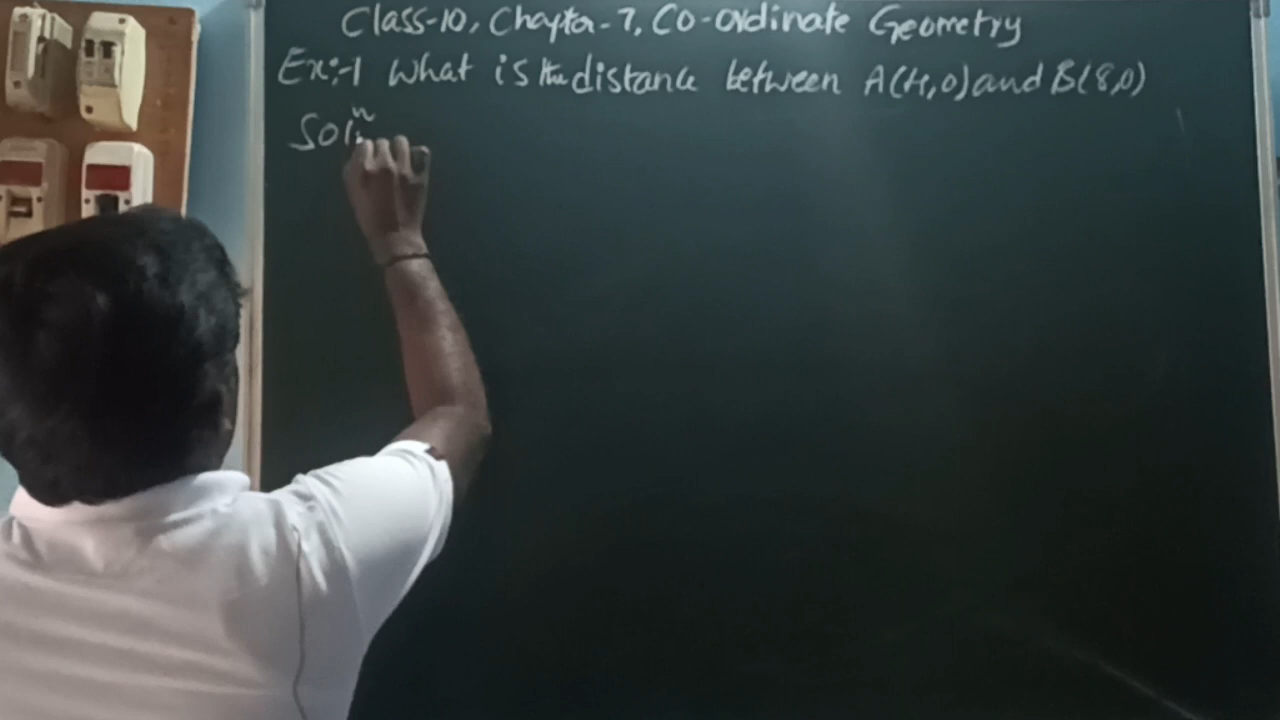 Class-10, Chapter-7, Co-ordinate Geometry
Ex:-1 What is the distance between A(4,0) and B(8,0)
Solⁿ